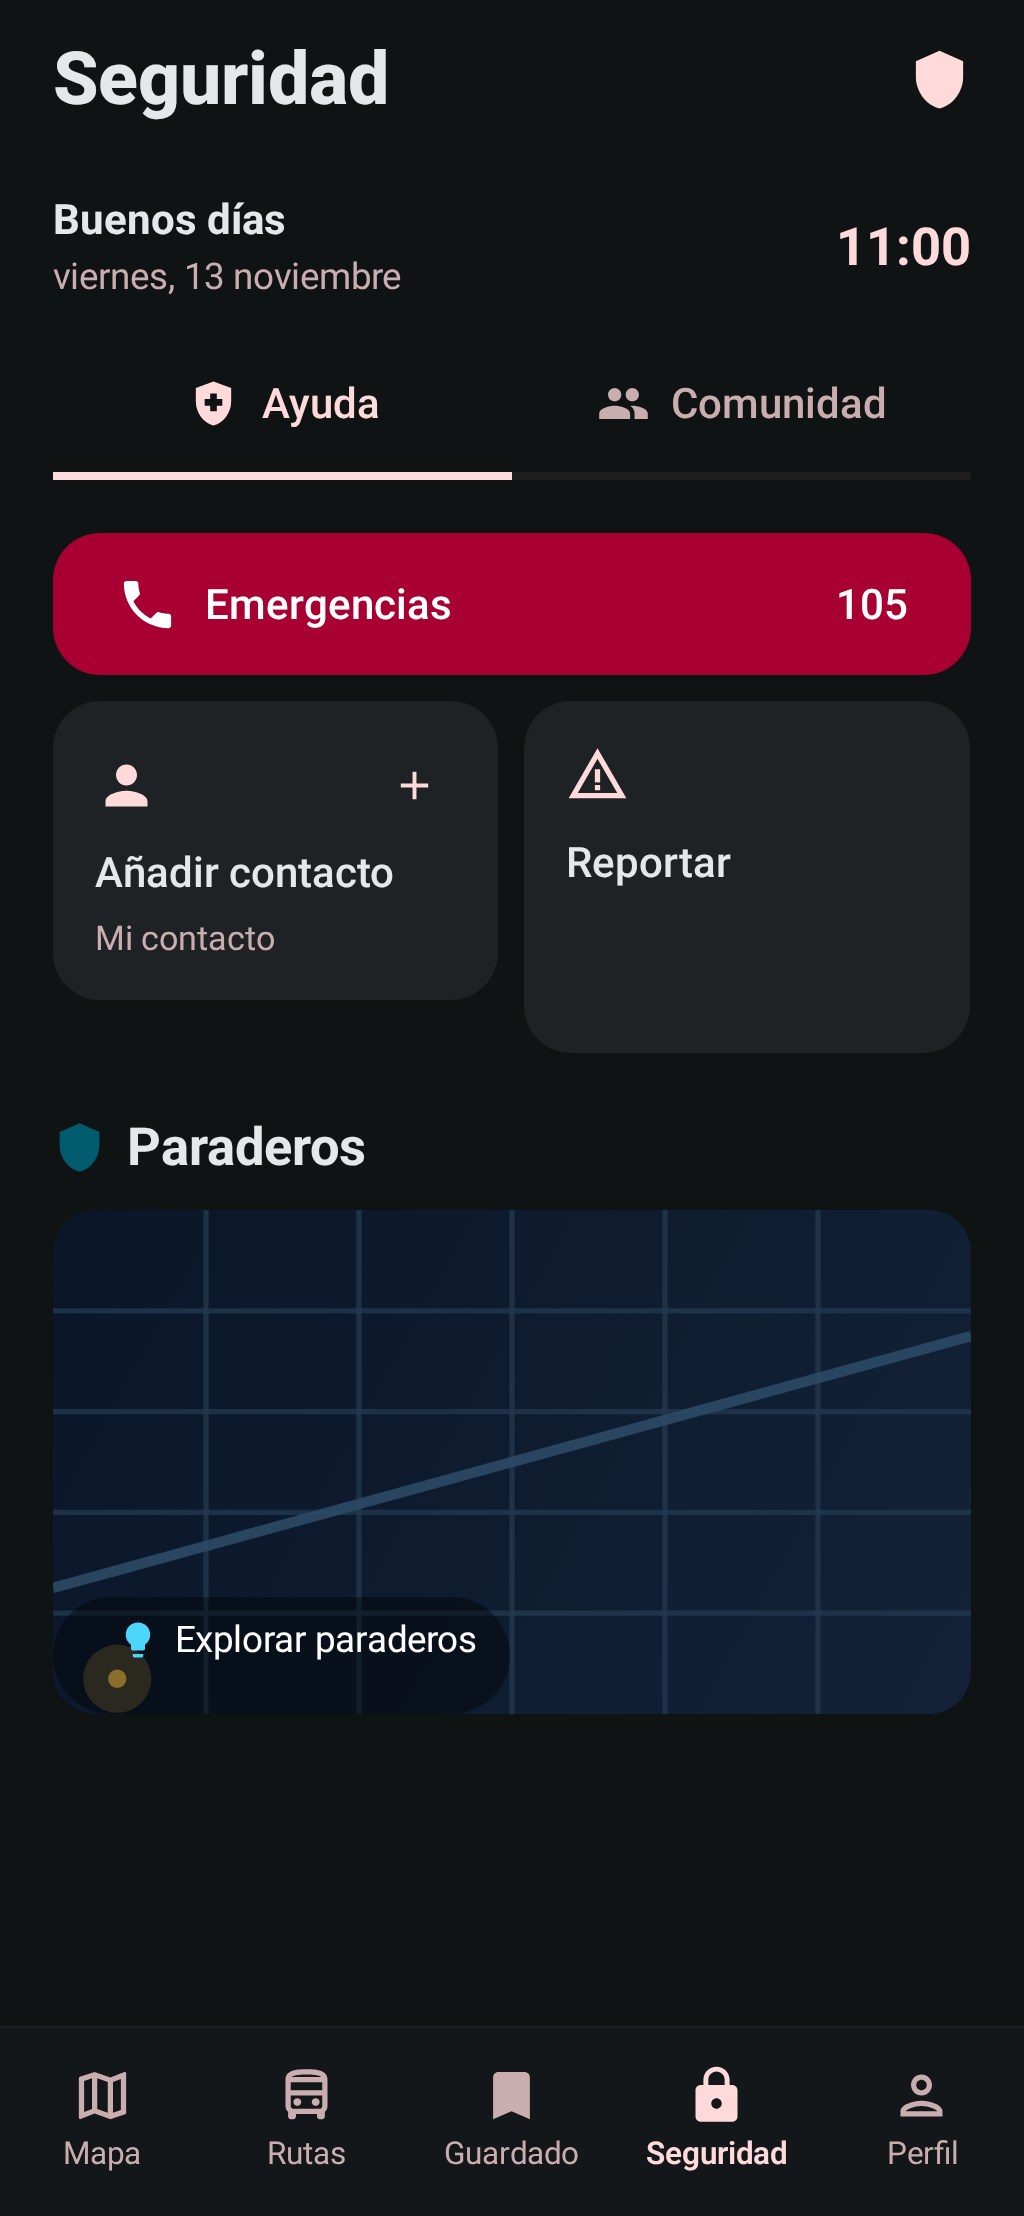 Seguridad
Buenos días
viernes, 13 noviembre
11:00
Ayuda
Comunidad
Emergencias
105
Añadir contacto
Mi contacto
Reportar
Paraderos
Explorar paraderos
Mapa
Rutas
Guardado
Seguridad
Perfil